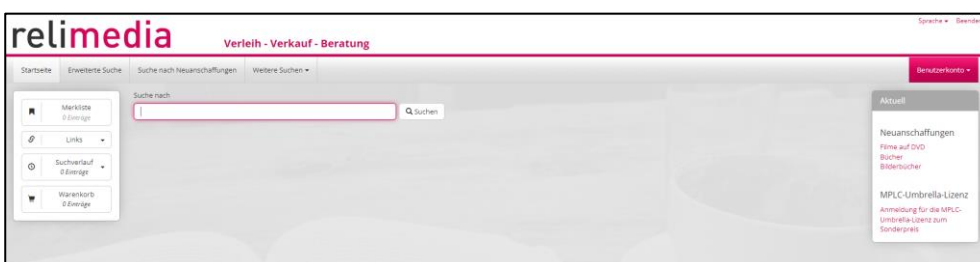 Sprache Beenden
relimedia
Verleih - Verkauf - Beratung
Startseite Erweiterte Suche Suche nach Neuanschaffungen Weitere Suchen Benutzerkonto
Merkliste
0 Einträge
Links
Suchverlauf
0 Einträge
Warenkorb
0 Einträge
Suche nach
Suchen
Aktuell
Neuanschaffungen
Filme auf DVD
Bücher
Bilderbücher
MPLC-Umbrella-Lizenz
Anmeldung für die MPLC-
Umbrella-Lizenz zum
Sonderpreis